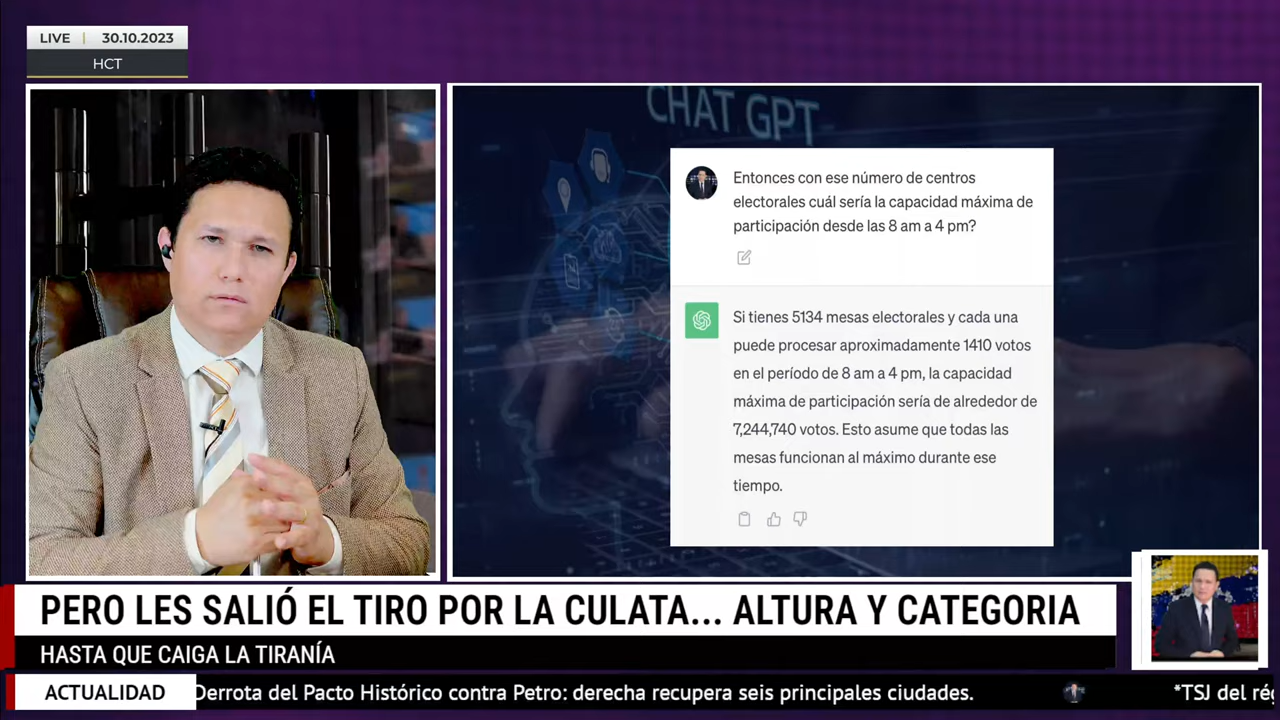 LIVE | 30.10.2023
HCT
CHAT GPT
Entonces con ese número de centros
electorales cuál sería la capacidad máxima de
participación desde las 8 am a 4 pm?
Si tienes 5134 mesas electorales y cada una
puede procesar aproximadamente 1410 votos
en el período de 8 am a 4 pm, la capacidad
máxima de participación sería de alrededor de
7,244,740 votos. Esto asume que todas las
mesas funcionan al máximo durante ese
tiempo.
PERO LES SALIÓ EL TIRO POR LA CULATA... ALTURA Y CATEGORIA
HASTA QUE CAIGA LA TIRANÍA
ACTUALIDAD
Derrota del Pacto Histórico contra Petro: derecha recupera seis principales ciudades. *TSJ del